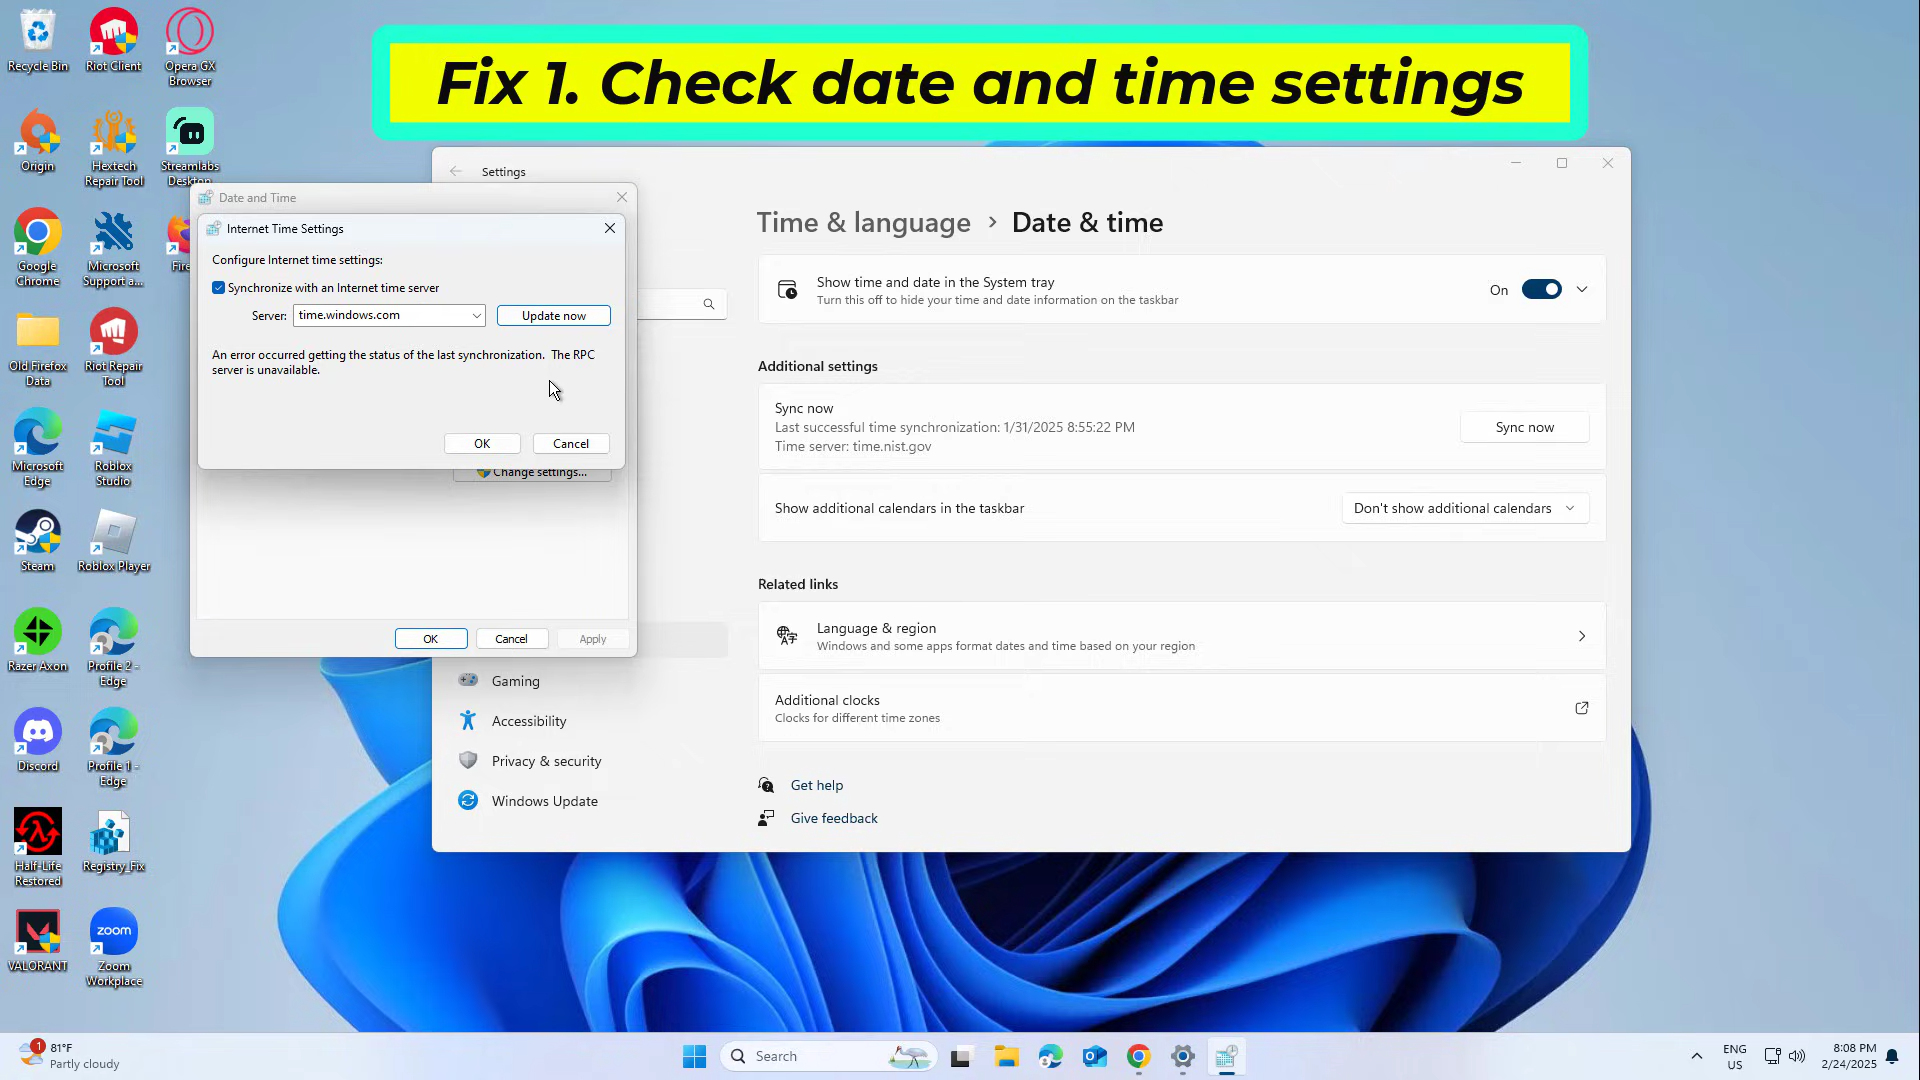 Fix 1. Check date and time settings
Recycle Bin
Riot Client
Opera GX
Browser
Origin
Hextech
Repair Tool
Streamlabs
Desktop
Google
Chrome
Microsoft
Support a...
Fire
Old Firefox
Data
Riot Repair
Tool
Microsoft
Edge
Roblox
Studio
Steam
Roblox Player
Razer Axon
Profile 2 -
Edge
Discord
Profile 1 -
Edge
Half-Life
Restored
Registry_Fix
VALORANT
zoom
Zoom
Workplace
Settings
Date and Time
Internet Time Settings
Configure Internet time settings:
Synchronize with an Internet time server
Server: time.windows.com Update now
An error occurred getting the status of the last synchronization. The RPC
server is unavailable.
OK Cancel
Change settings...
OK Cancel Apply
Gaming
Accessibility
Privacy & security
Windows Update
Time & language > Date & time
Show time and date in the System tray
Turn this off to hide your time and date information on the taskbar
On
Additional settings
Sync now
Last successful time synchronization: 1/31/2025 8:55:22 PM
Time server: time.nist.gov
Sync now
Show additional calendars in the taskbar
Don't show additional calendars
Related links
Language & region
Windows and some apps format dates and time based on your region
Additional clocks
Clocks for different time zones
Get help
Give feedback
1
81°F
Partly cloudy
Search
ENG
US
8:08 PM
2/24/2025